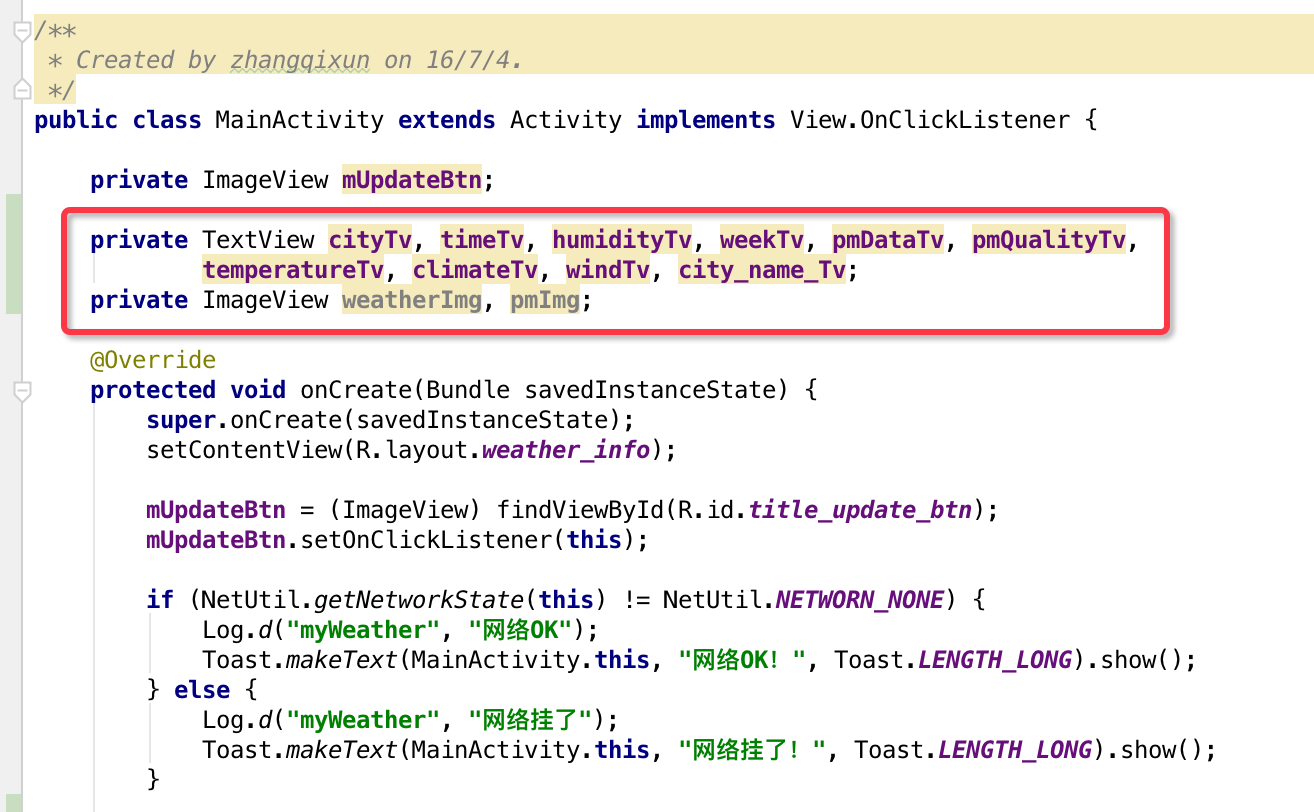 /**
 * Created by zhangqixun on 16/7/4.
 */
public class MainActivity extends Activity implements View.OnClickListener {
    private ImageView mUpdateBtn;
    private TextView cityTv, timeTv, humidityTv, weekTv, pmDataTv, pmQualityTv,
            temperatureTv, climateTv, windTv, city_name_Tv;
    private ImageView weatherImg, pmImg;
    @Override
    protected void onCreate(Bundle savedInstanceState) {
        super.onCreate(savedInstanceState);
        setContentView(R.layout.weather_info);
        mUpdateBtn = (ImageView) findViewById(R.id.title_update_btn);
        mUpdateBtn.setOnClickListener(this);
        if (NetUtil.getNetworkState(this) != NetUtil.NETWORN_NONE) {
            Log.d("myWeather", "网络OK");
            Toast.makeText(MainActivity.this, "网络OK！", Toast.LENGTH_LONG).show();
        } else {
            Log.d("myWeather", "网络挂了");
            Toast.makeText(MainActivity.this, "网络挂了！", Toast.LENGTH_LONG).show();
        }